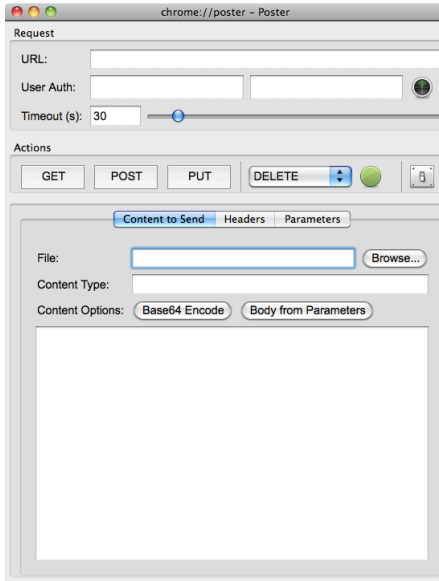 chrome://poster – Poster
Request
URL:
User Auth:
Timeout (s): 30
Actions
GET POST PUT DELETE
Content to Send Headers Parameters
File: Browse...
Content Type:
Content Options: Base64 Encode Body from Parameters